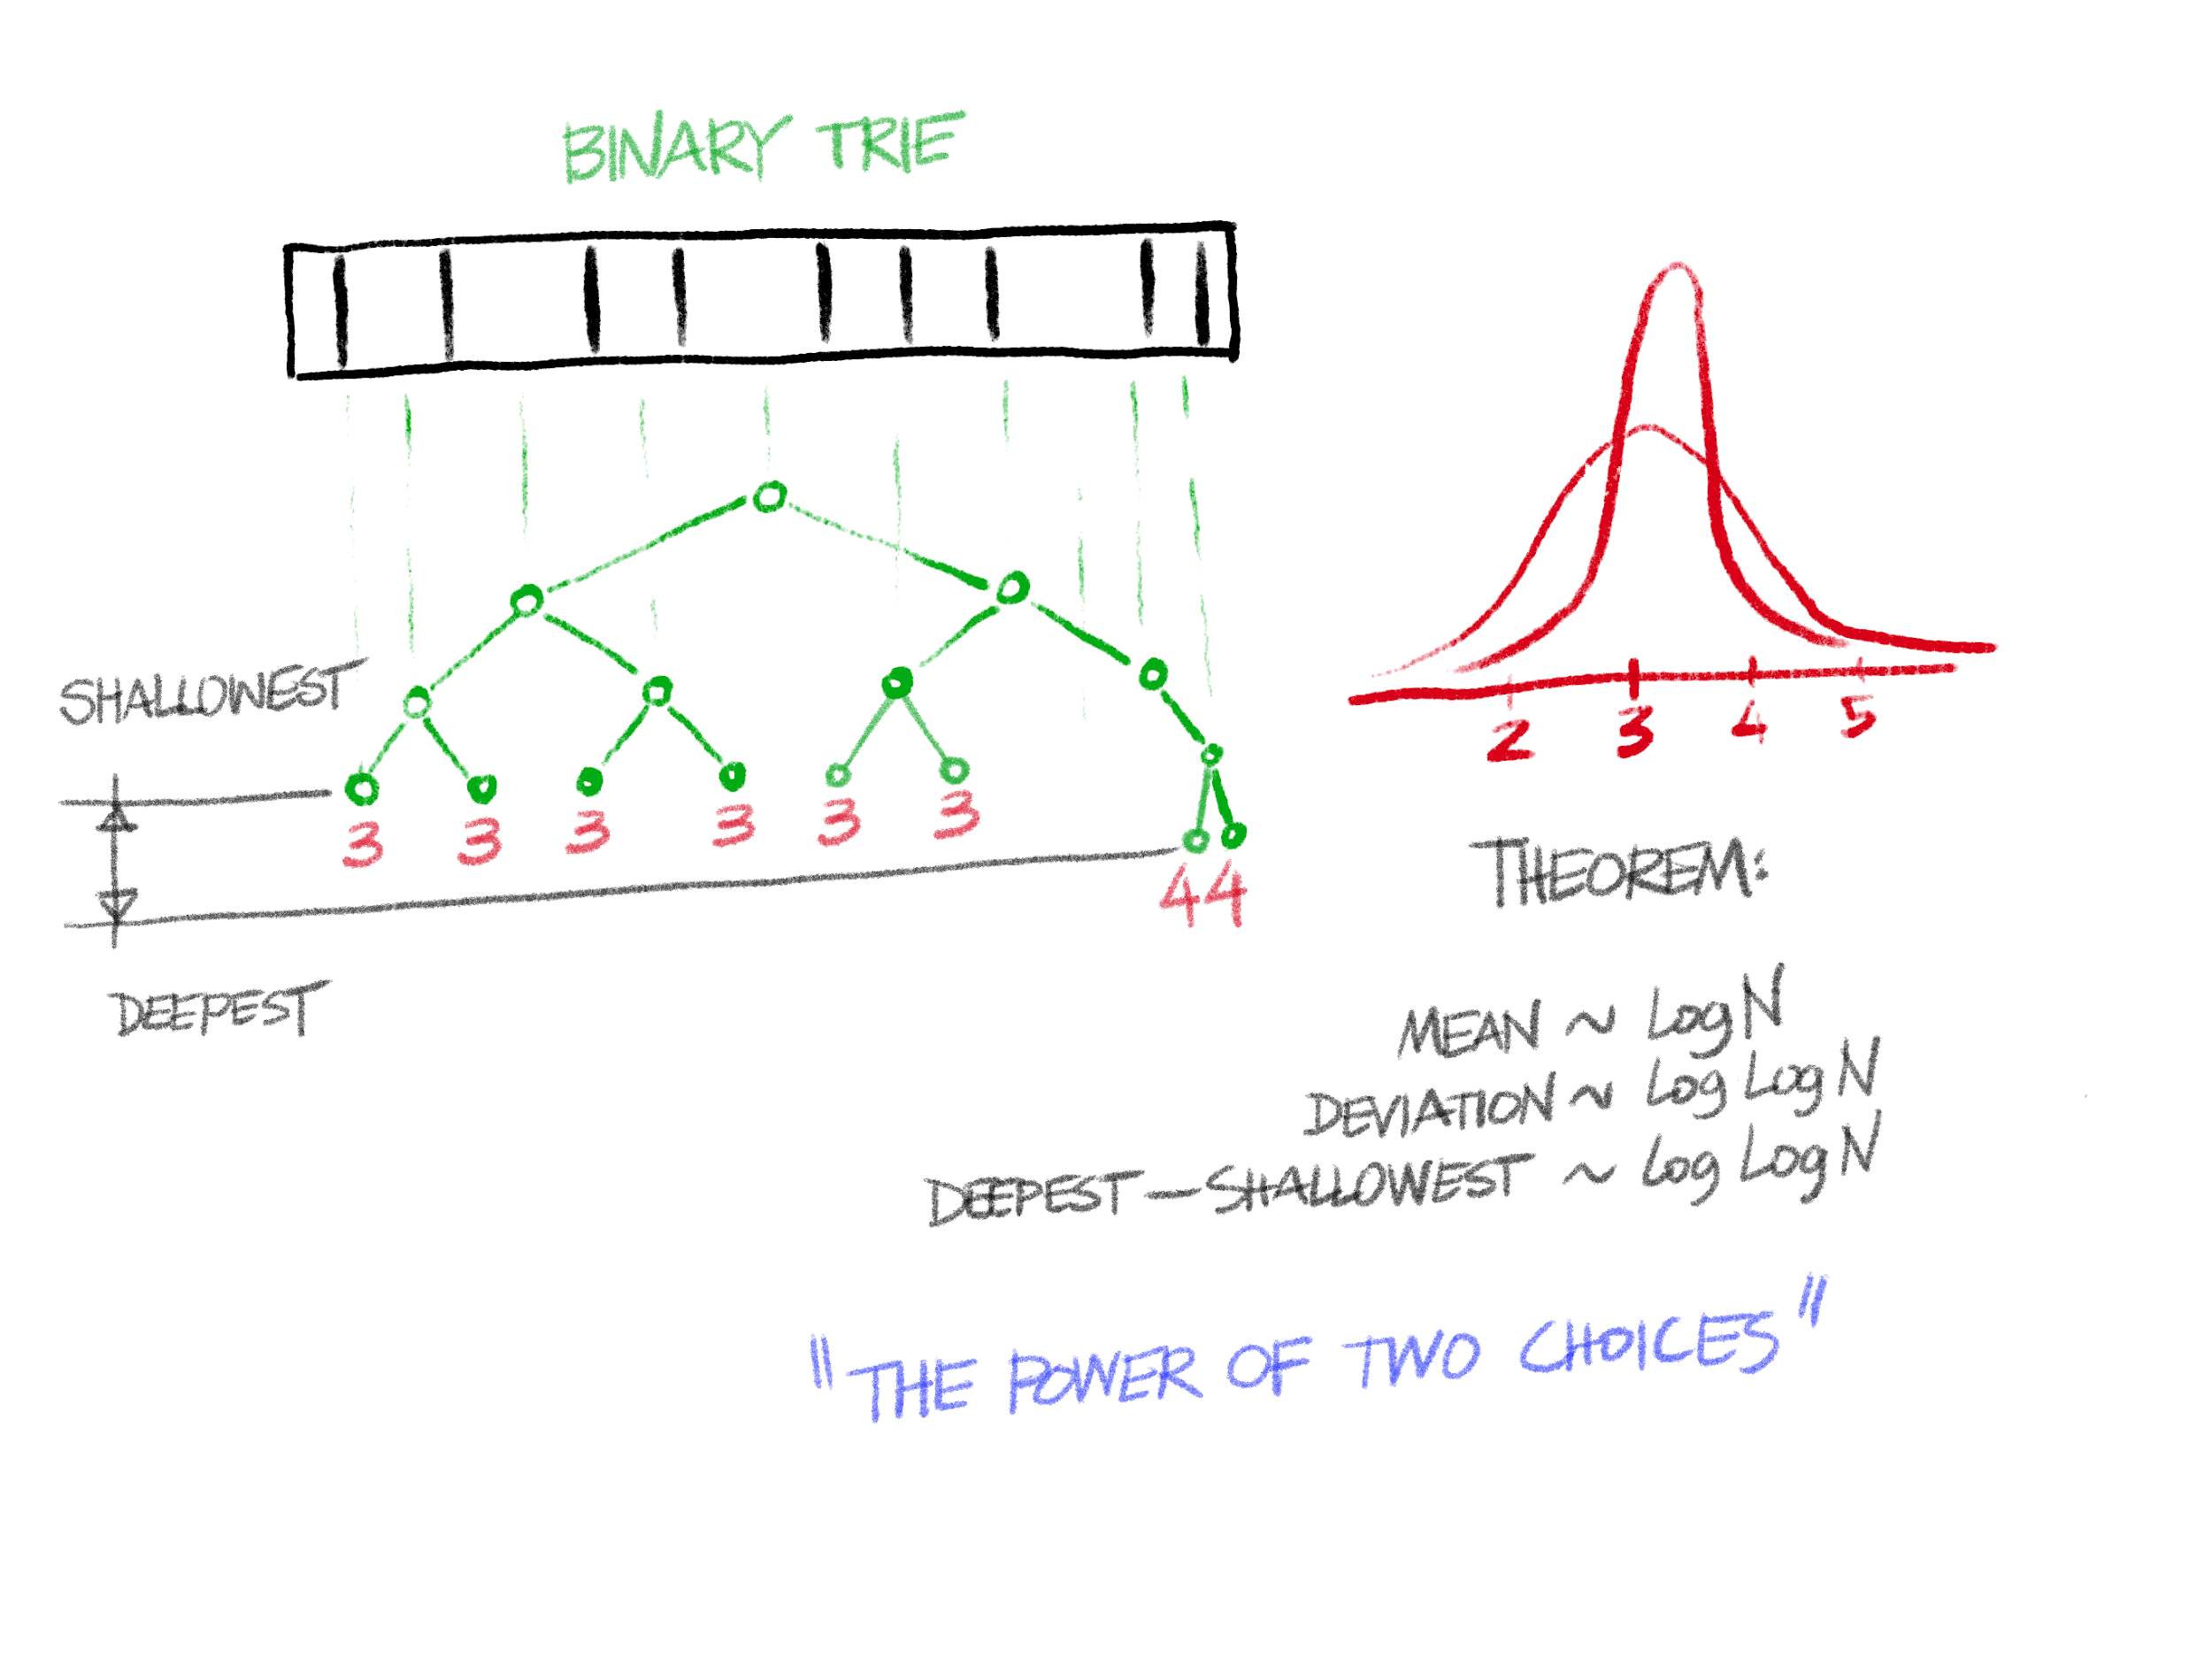 BINARY TRIE
SHALLOWEST
3 3 3 3 3 3
4 4
DEEPEST
2 3 4 5
THEOREM:
MEAN ~ Log N
DEVIATION ~ Log Log N
DEEPEST - SHALLOWEST ~ Log Log N
"THE POWER OF TWO CHOICES"